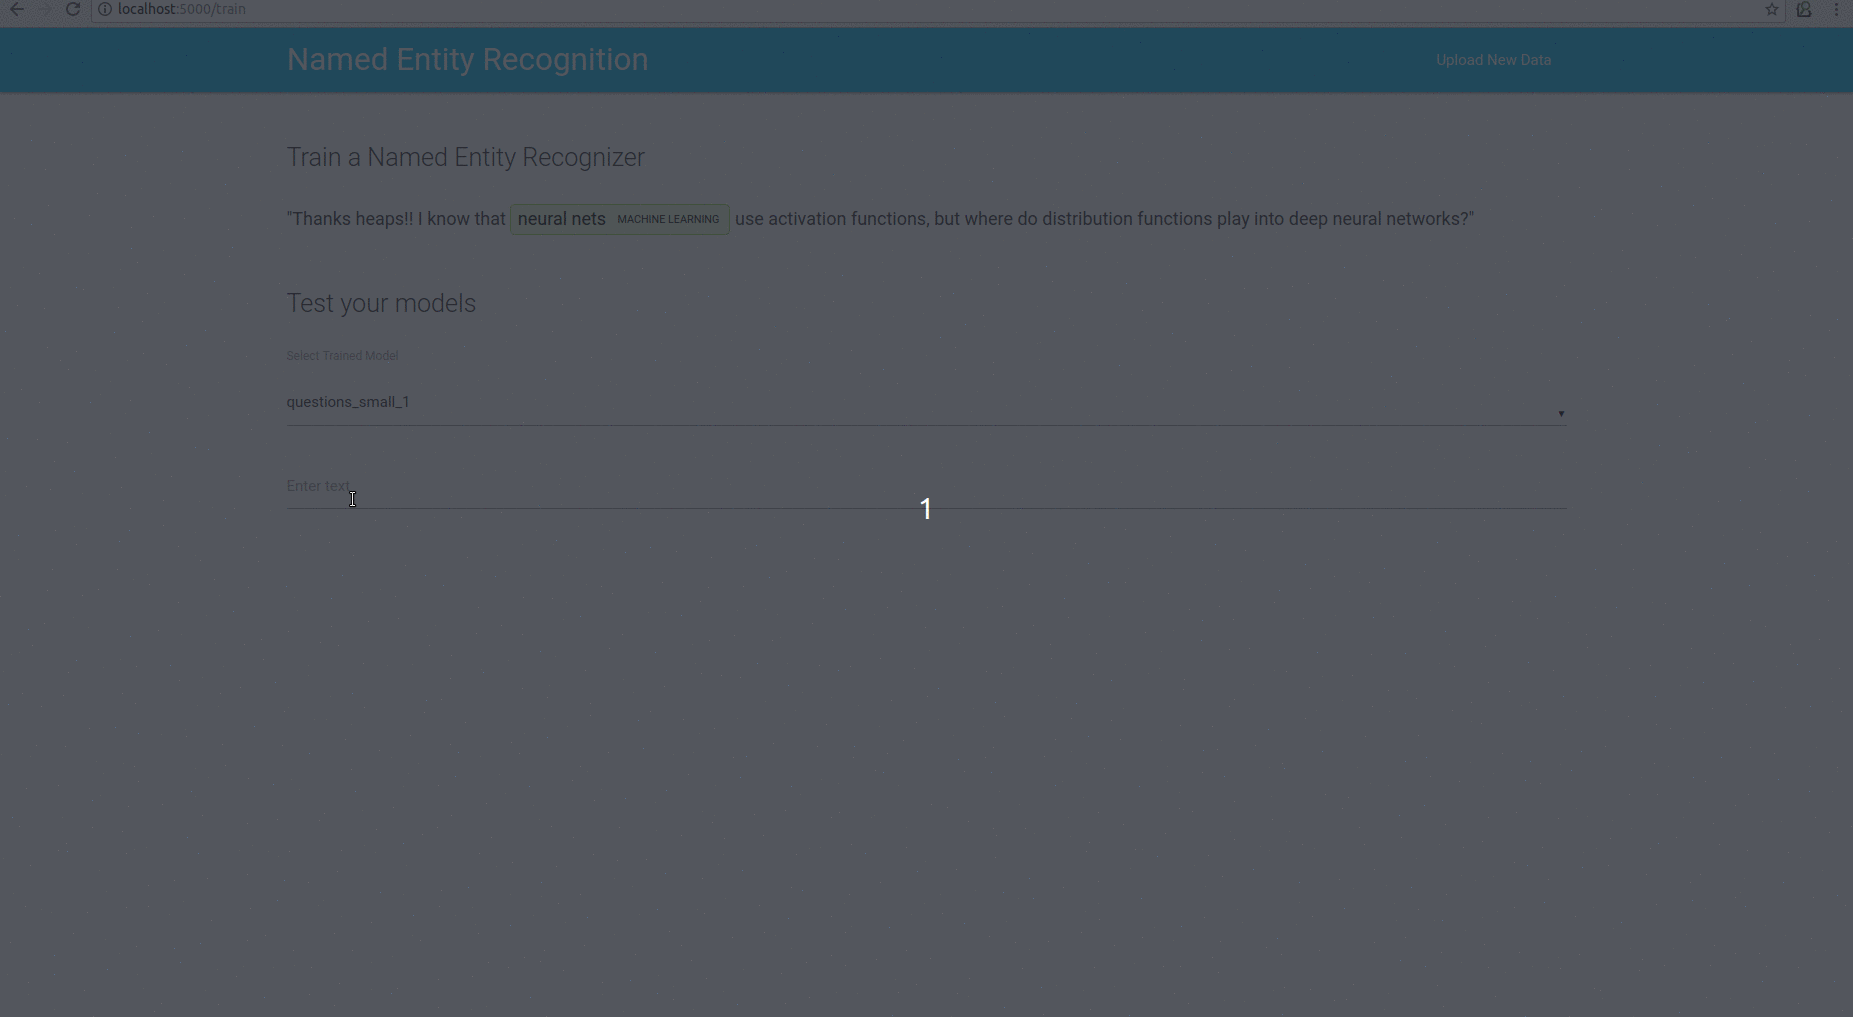 localhost:5000/train
Named Entity Recognition
Upload New Data
Train a Named Entity Recognizer
"Thanks heaps!! I know that neural nets MACHINE LEARNING use activation functions, but where do distribution functions play into deep neural networks?"
Test your models
Select Trained Model
questions_small_1
Enter text
1